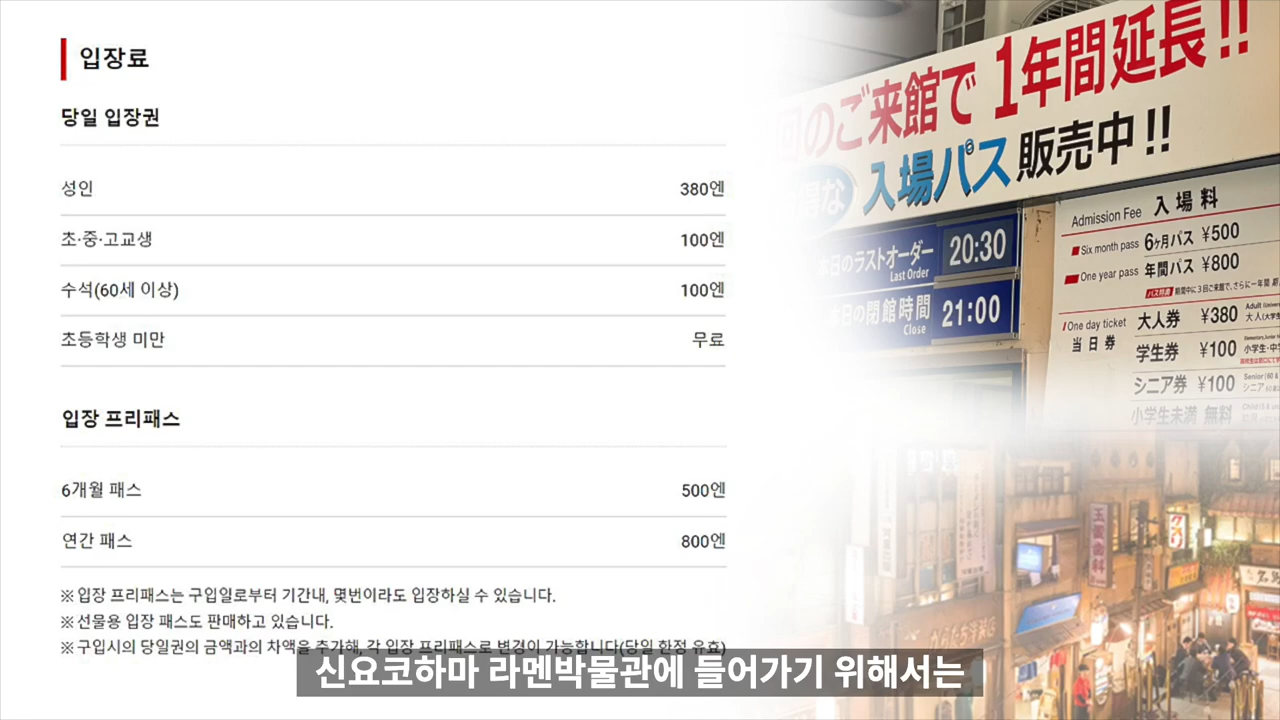 입장료
당일 입장권
성인 380엔
초·중·고교생 100엔
수석(60세 이상) 100엔
초등학생 미만 무료
입장 프리패스
6개월 패스 500엔
연간 패스 800엔
※ 입장 프리패스는 구입일로부터 기간내, 몇번이라도 입장하실 수 있습니다.
※ 선물용 입장 패스도 판매하고 있습니다.
※ 구입시의 당일권의 금액과의 차액을 추가해, 각 입장 프리패스로 변경이 가능합니다(당일 한정 유효)
회のご来館で 1年間延長!!
入場パス 販売中!!
本日のラストオーダー 20:30
Last Order
本日の閉館時間 21:00
Close
Admission Fee 入場料
Six month pass 6ヶ月パス ¥500
One year pass 年間パス ¥800
One day ticket 大人券 ¥380
当日券 学生券 ¥100
シニア券 ¥100
小学生未満 無料
신요코하마 라멘박물관에 들어가기 위해서는